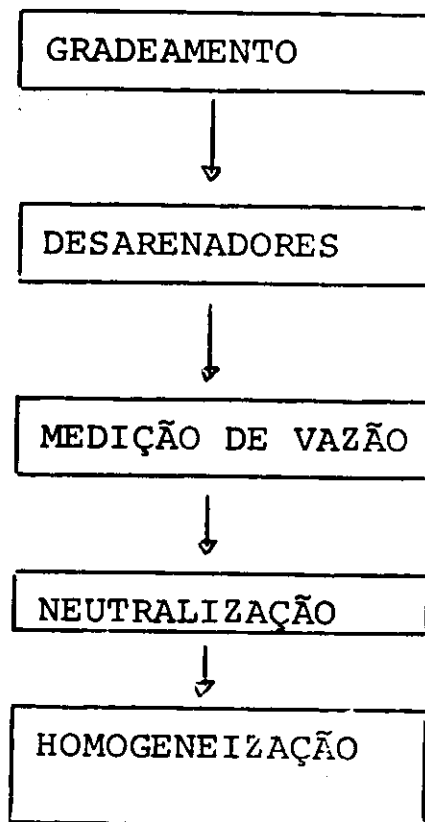 GRADEAMENTO
DESARENADORES
MEDIÇÃO DE VAZÃO
NEUTRALIZAÇÃO
HOMOGENEIZAÇÃO